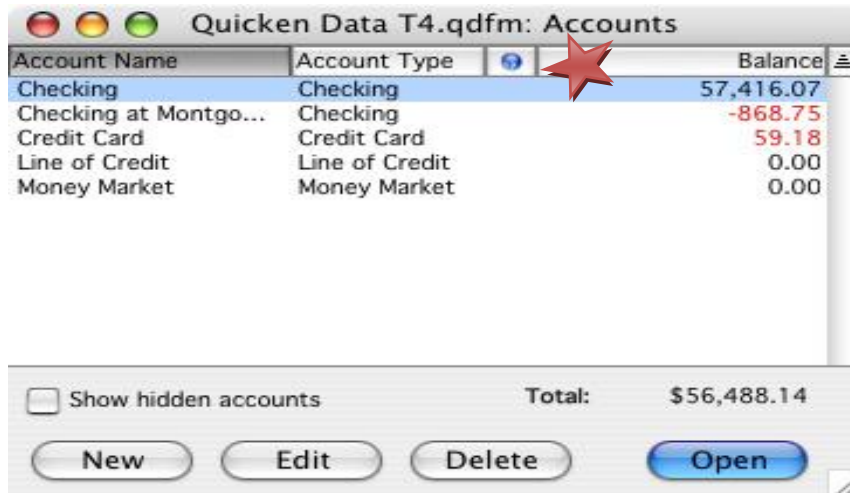 Quicken Data T4.qdfm: Accounts
Account Name Account Type Balance
Checking Checking 57,416.07
Checking at Montgo... Checking -868.75
Credit Card Credit Card 59.18
Line of Credit Line of Credit 0.00
Money Market Money Market 0.00
Show hidden accounts Total: $56,488.14
New Edit Delete Open